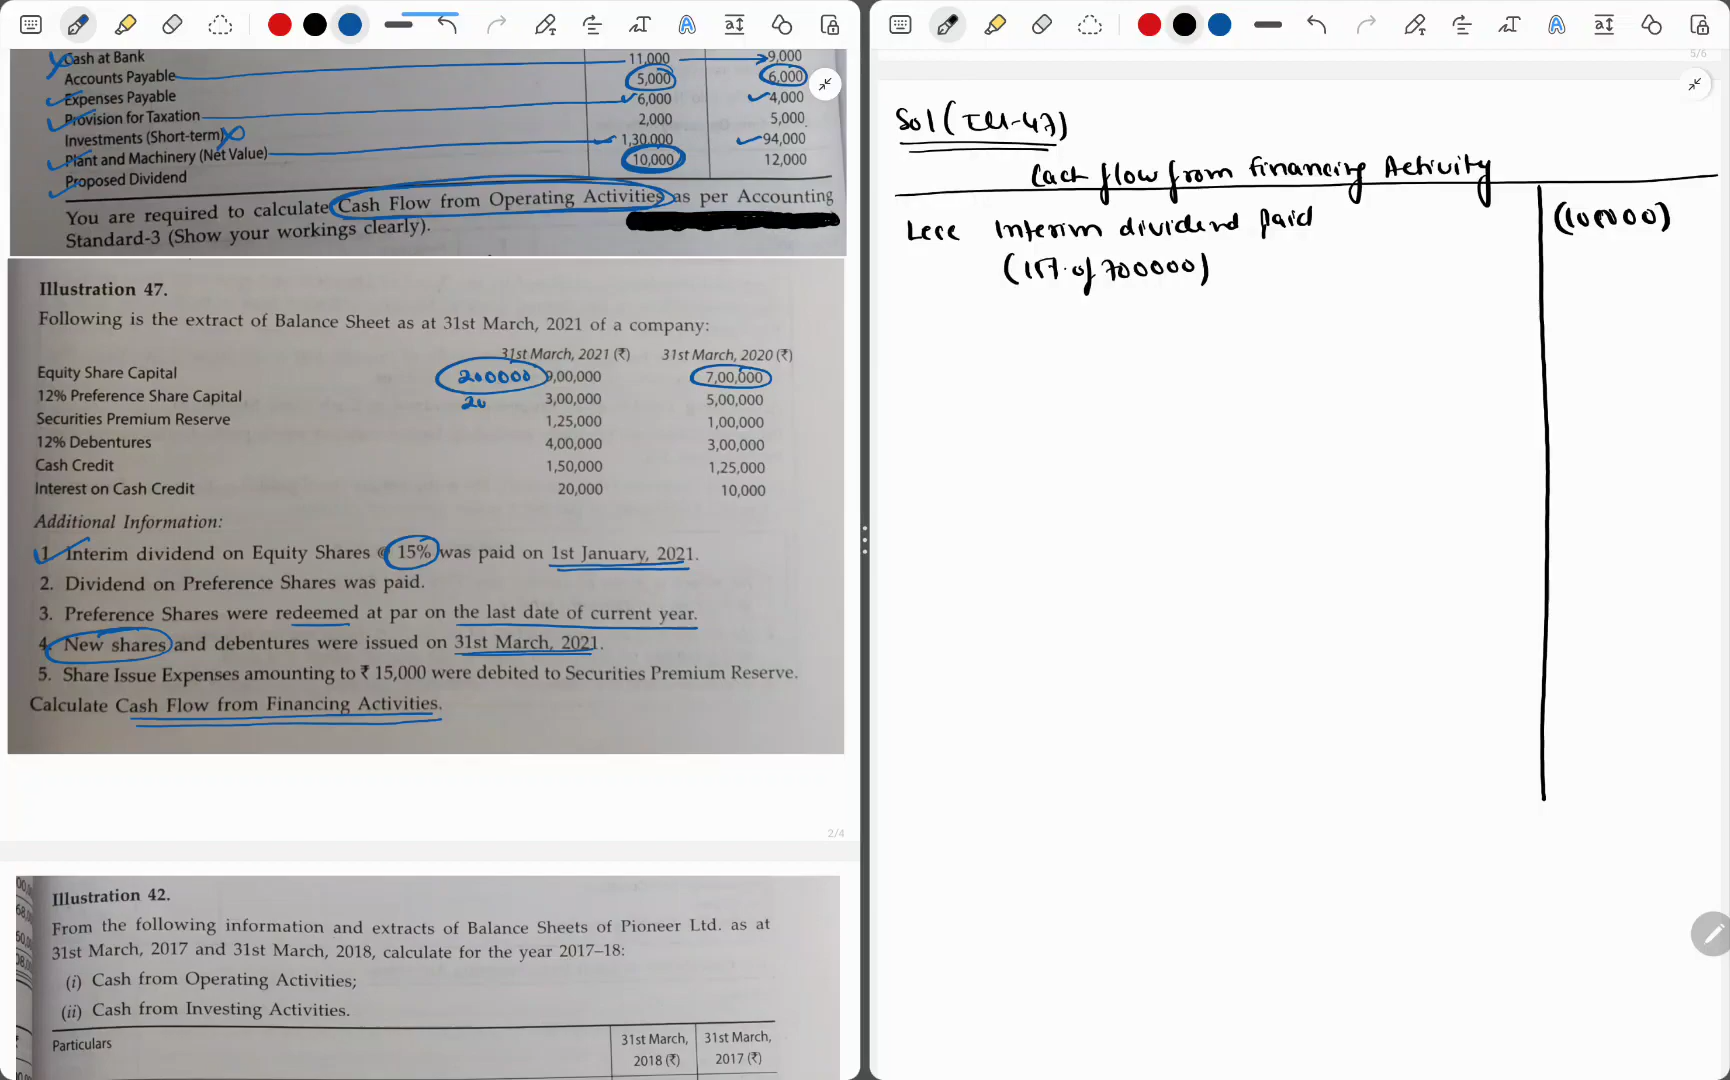 Cash at Bank 11,000 9,000
Accounts Payable 5,000 6,000
Expenses Payable 6,000 4,000
Provision for Taxation 2,000 5,000
Investments (Short-term) 1,30,000 94,000
Plant and Machinery (Net Value) 10,000 12,000
Proposed Dividend
You are required to calculate Cash Flow from Operating Activities as per Accounting
Standard-3 (Show your workings clearly).
Illustration 47.
Following is the extract of Balance Sheet as at 31st March, 2021 of a company:
31st March, 2021 (₹) 31st March, 2020 (₹)
Equity Share Capital 200000 9,00,000 7,00,000
12% Preference Share Capital 20 3,00,000 5,00,000
Securities Premium Reserve 1,25,000 1,00,000
12% Debentures 4,00,000 3,00,000
Cash Credit 1,50,000 1,25,000
Interest on Cash Credit 20,000 10,000
Additional Information:
1. Interim dividend on Equity Shares @ 15% was paid on 1st January, 2021.
2. Dividend on Preference Shares was paid.
3. Preference Shares were redeemed at par on the last date of current year.
4. New shares and debentures were issued on 31st March, 2021.
5. Share Issue Expenses amounting to ₹ 15,000 were debited to Securities Premium Reserve.
Calculate Cash Flow from Financing Activities.
2/4
Illustration 42.
From the following information and extracts of Balance Sheets of Pioneer Ltd. as at
31st March, 2017 and 31st March, 2018, calculate for the year 2017–18:
(i) Cash from Operating Activities;
(ii) Cash from Investing Activities.
Particulars 31st March, 31st March,
2018 (₹) 2017 (₹)
5/6
Sol (Ill-47)
Cash flow from financing Activity
Less Interim dividend paid
(15% of 700000)